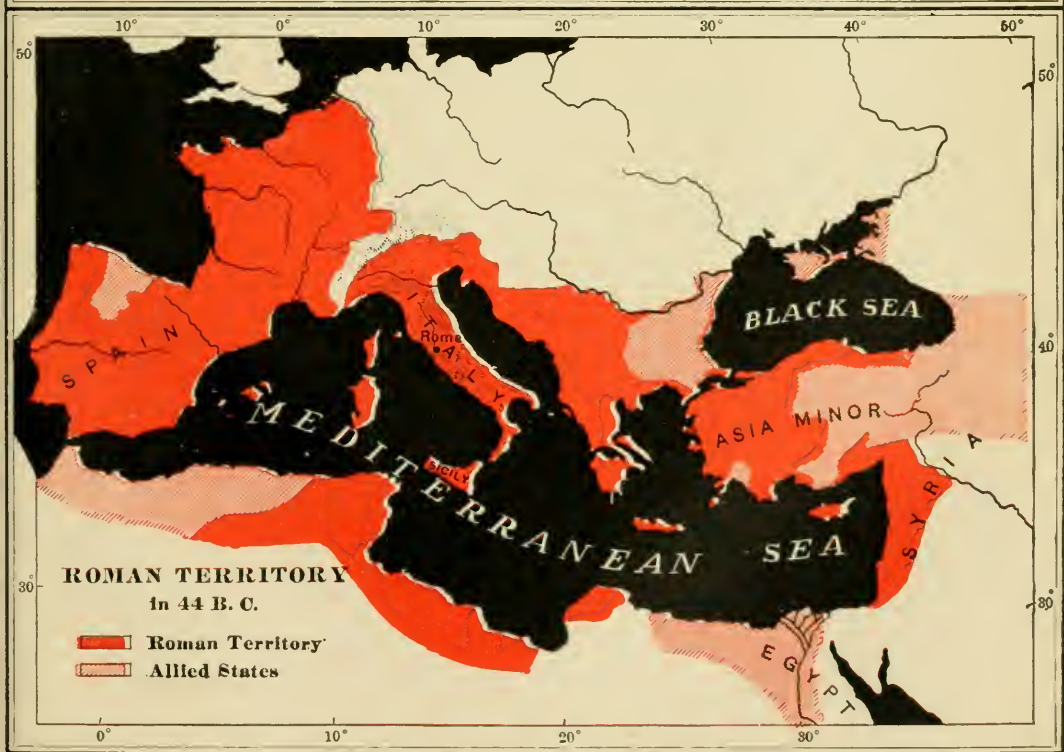 10° 0° 10° 30° 40° 50°
50° 50°
BLACK SEA
ITALY
Rome
SPAIN
40
ASIA MINOR
MEDITERRANEAN SEA
SICILY
SYRIA
ROMAN TERRITORY
in 44 B. C.
30° 30°
Roman Territory
Allied States
EGYPT
0° 10° 20° 30°